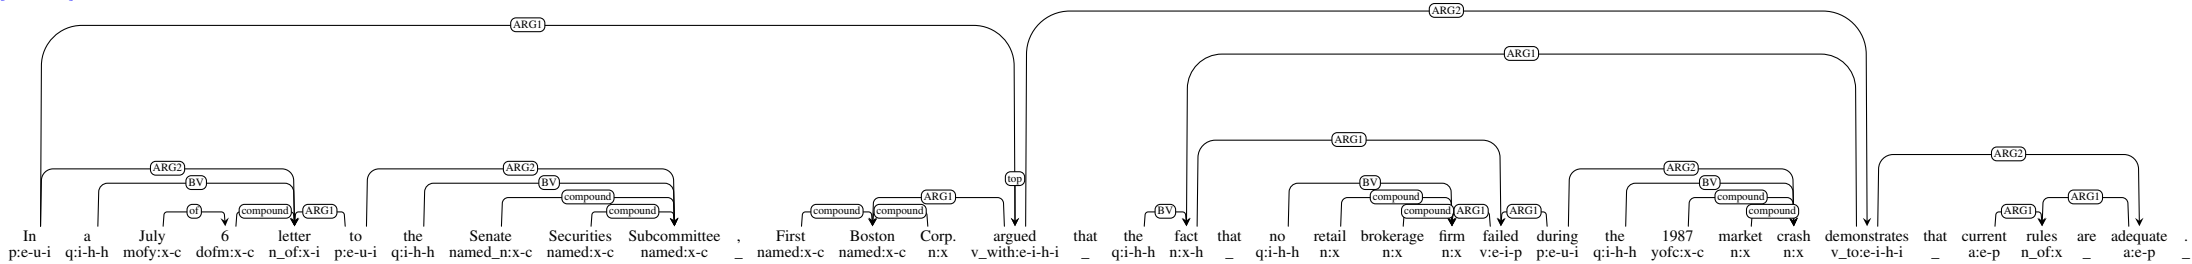 ARG2
ARG1
ARG1
ARG1
ARG2
ARG2 ARG2 ARG2
top
BV BV BV BV
compound compound compound ARG1 ARG1
of compound ARG1 compound compound compound BV compound ARG1 ARG1 compound ARG1
In a July 6 letter to the Senate Securities Subcommittee , First Boston Corp. argued that the fact that no retail brokerage firm failed during the 1987 market crash demonstrates that current rules are adequate .
p:e-u-i q:i-h-h mofy:x-c dofm:x-c n_of:x-i p:e-u-i q:i-h-h named_n:x-c named:x-c named:x-c _ named:x-c named:x-c n:x v_with:e-i-h-i _ q:i-h-h n:x-h _ q:i-h-h n:x n:x n:x v:e-i-p p:e-u-i q:i-h-h yofc:x-c n:x n:x v_to:e-i-h-i _ a:e-p n_of:x _ a:e-p _